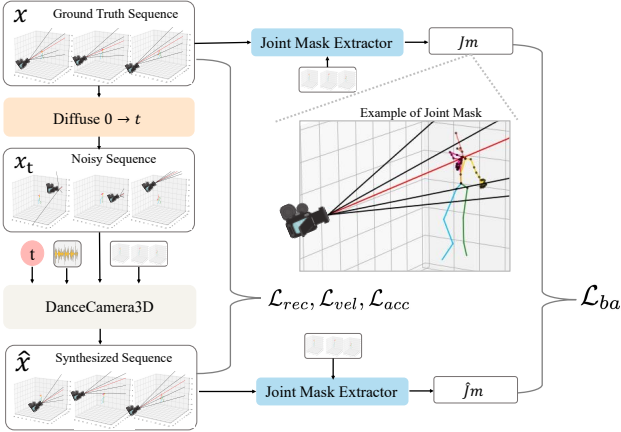 x Ground Truth Sequence
Joint Mask Extractor
Jm
Diffuse 0 → t
Example of Joint Mask
x_t Noisy Sequence
t
DanceCamera3D
ℒ_rec, ℒ_vel, ℒ_acc
ℒ_ba
x̂ Synthesized Sequence
Joint Mask Extractor
Ĵm